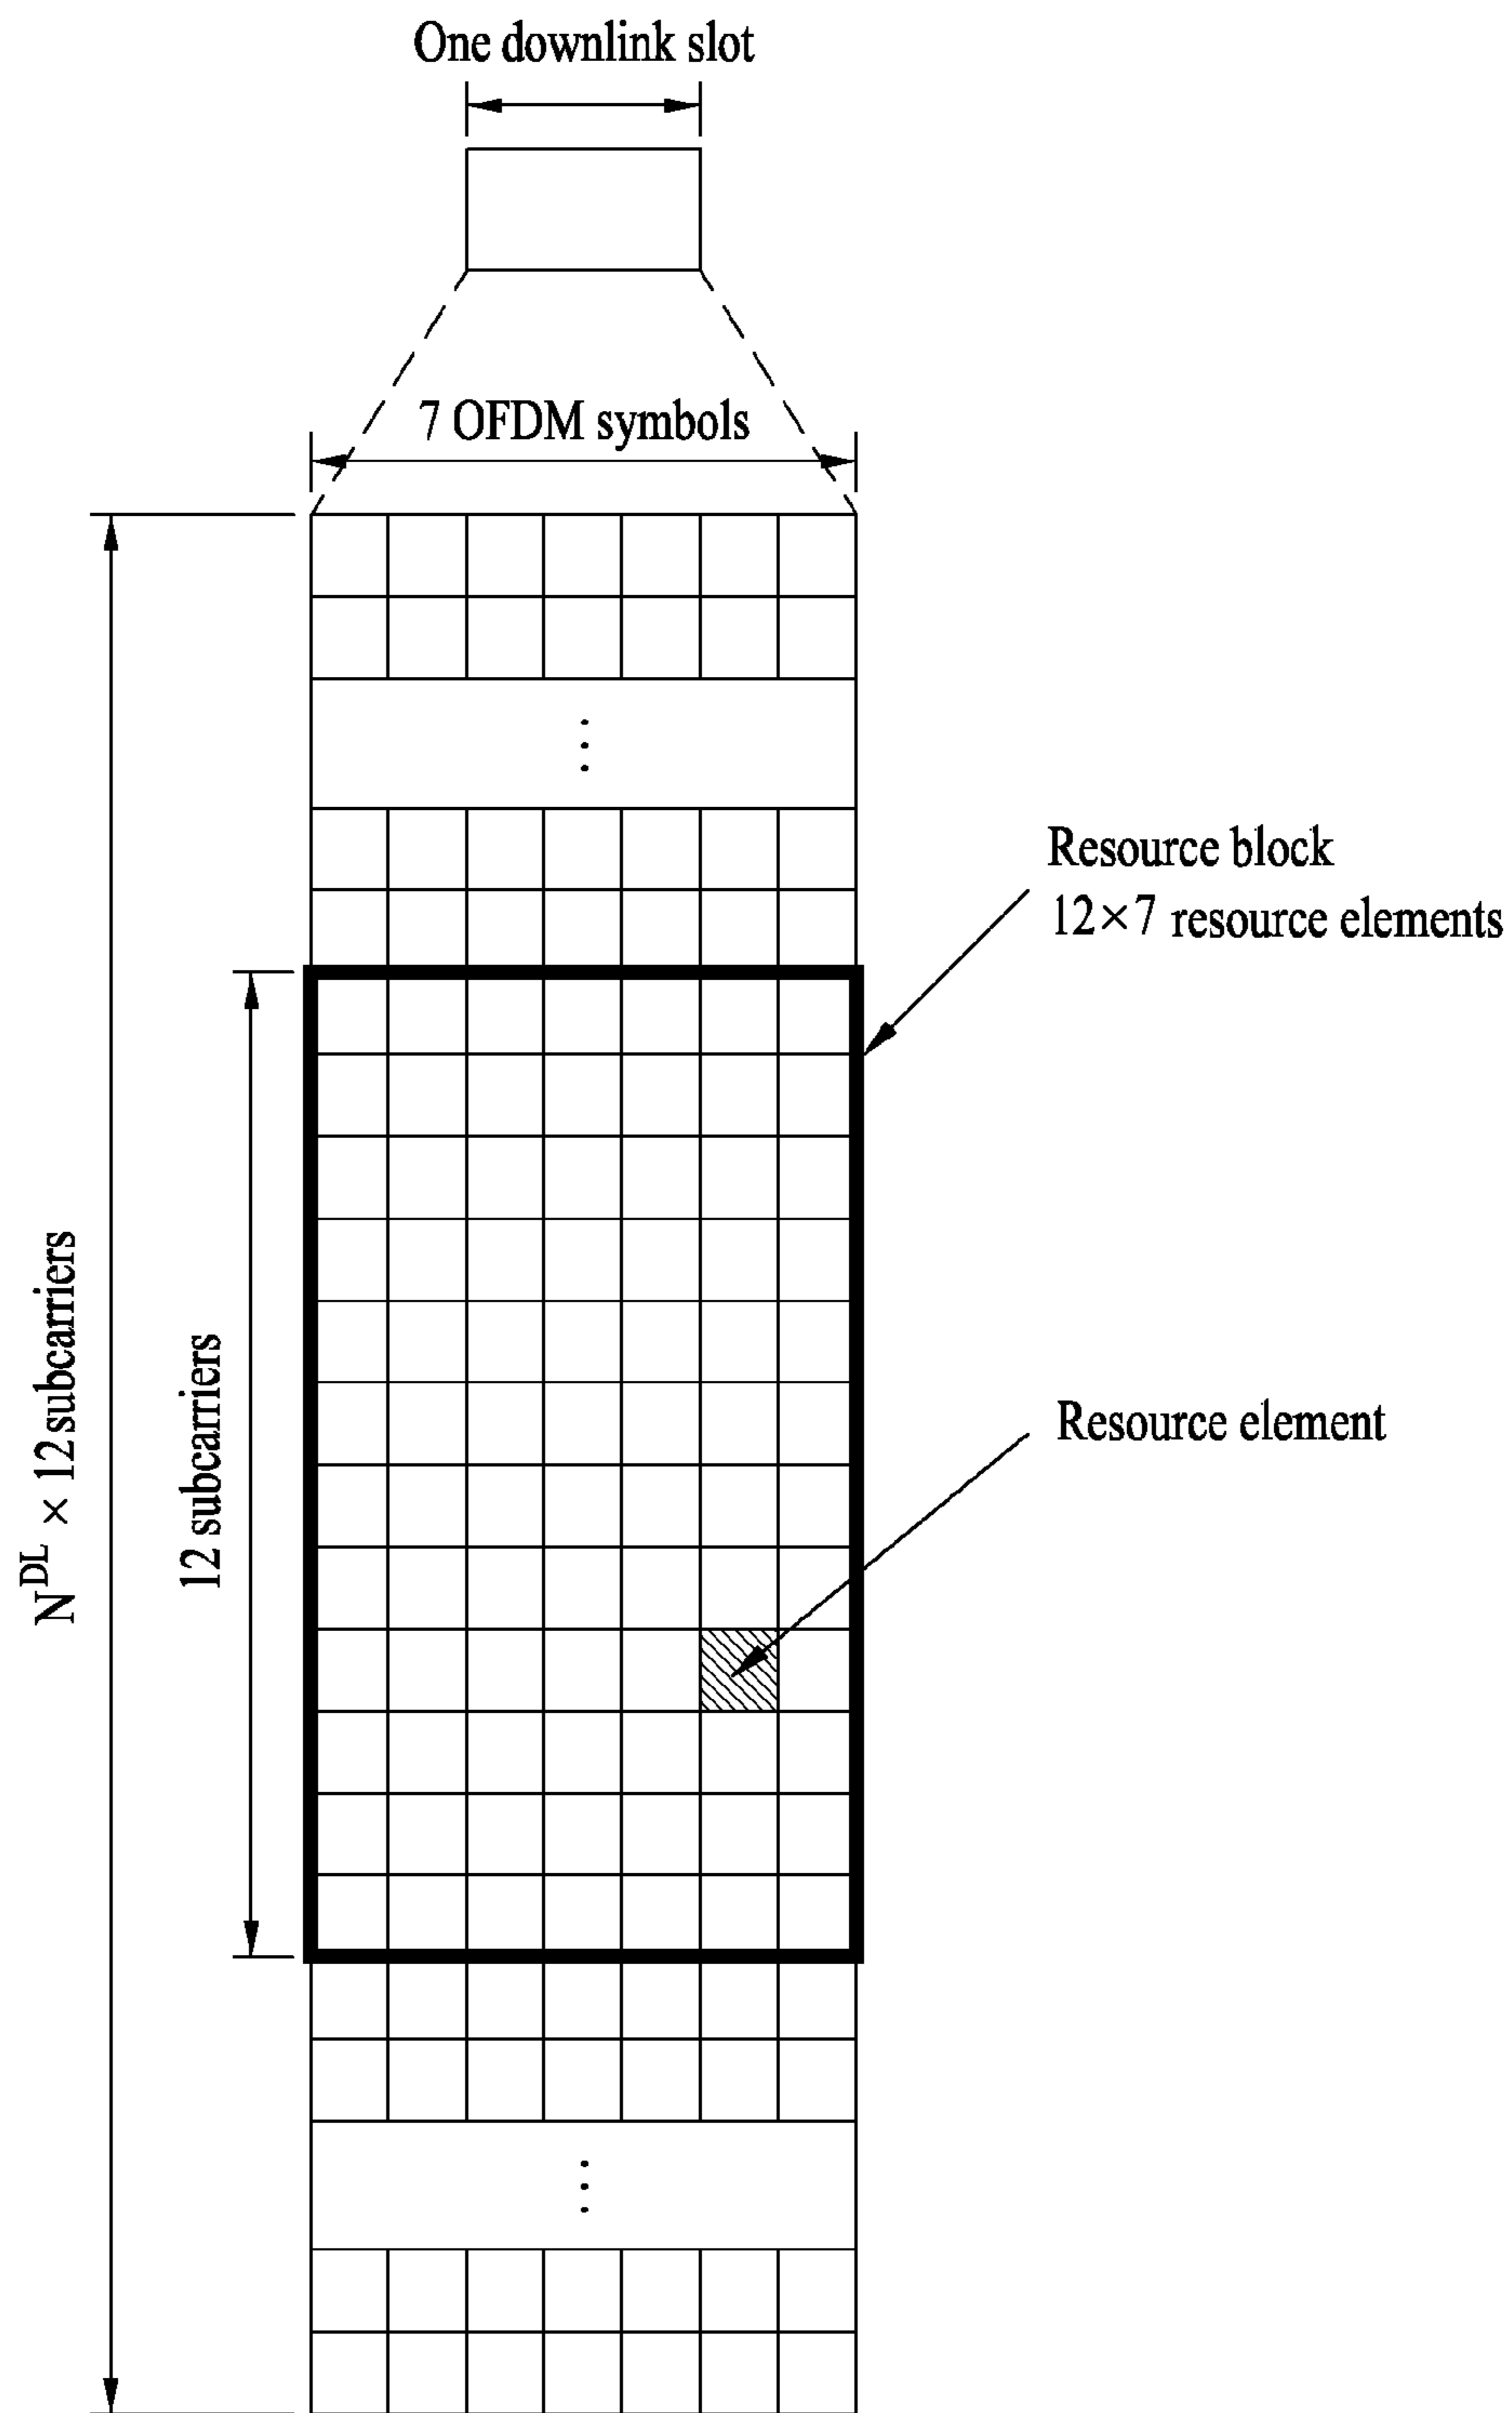 One downlink slot
7 OFDM symbols
Resource block
12×7 resource elements
Resource element
12 subcarriers
N^DL × 12 subcarriers